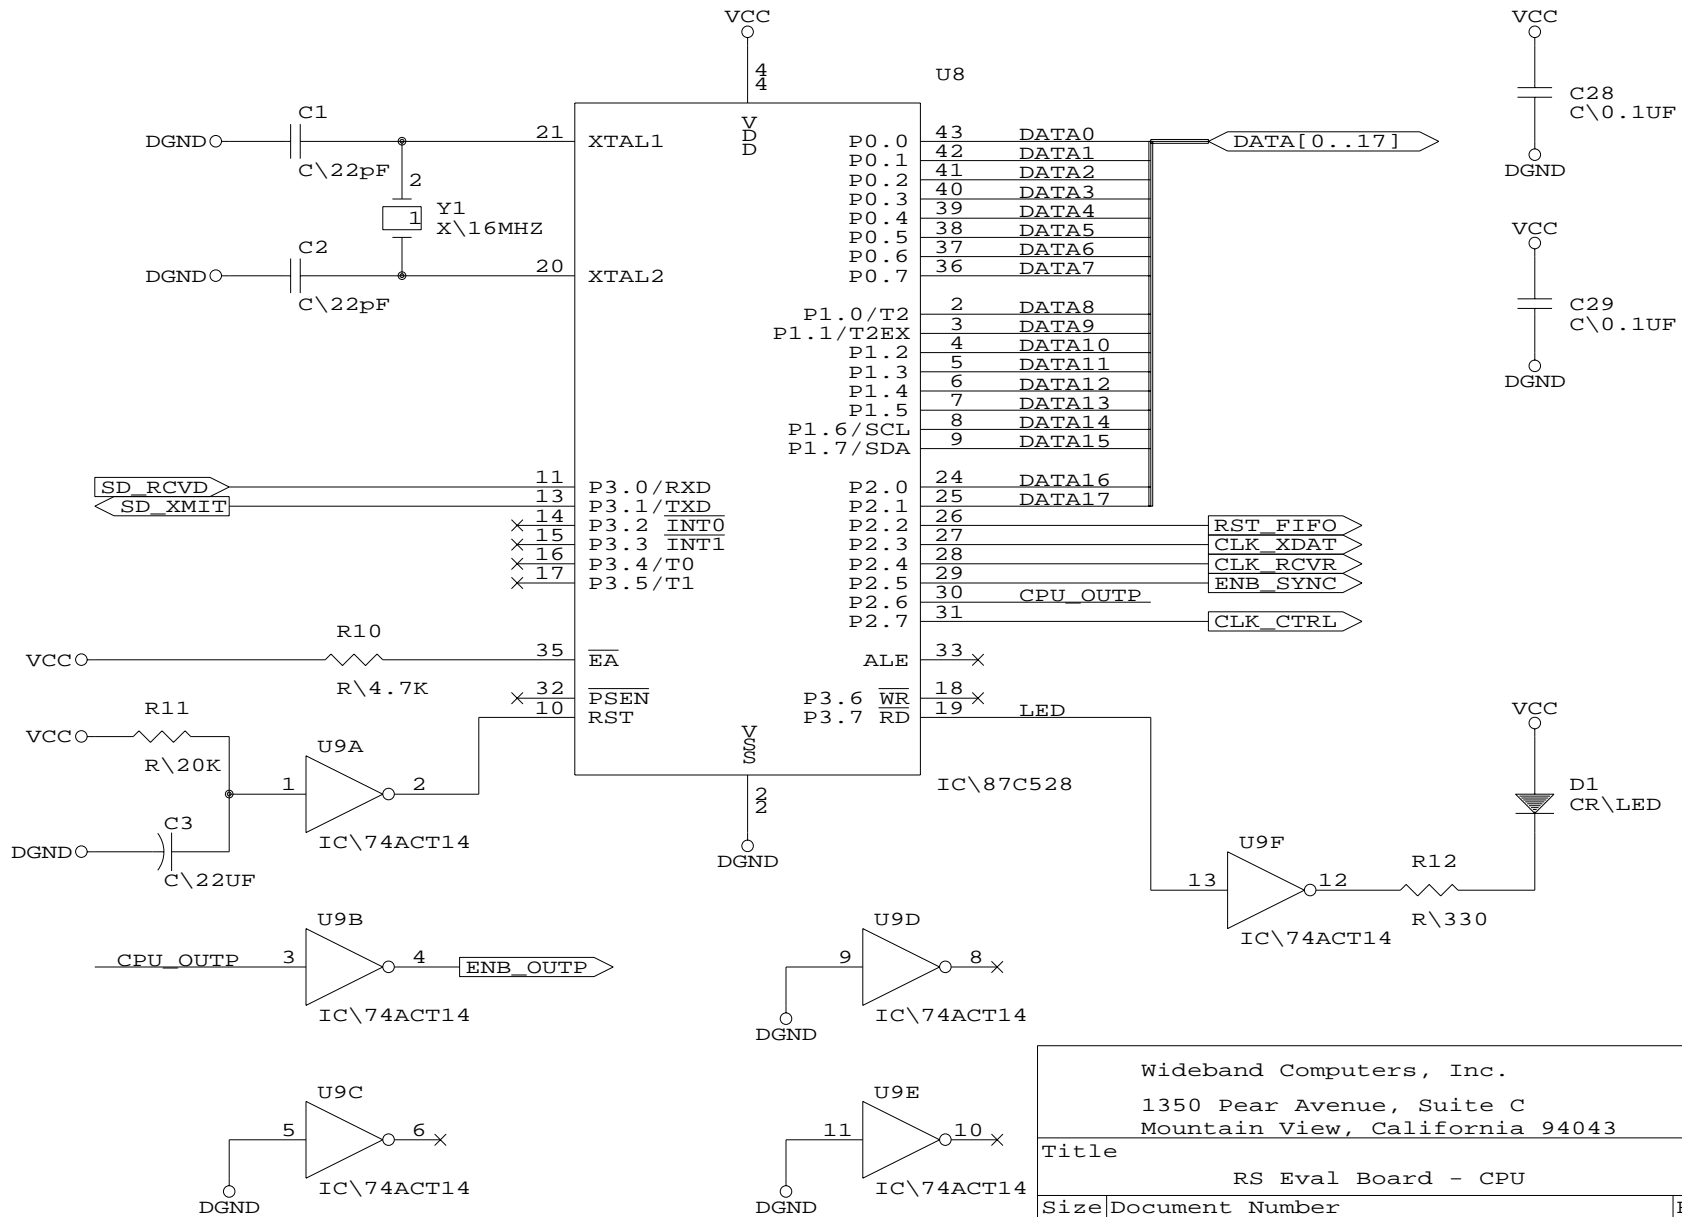 VCC
VCC
4
4
U8
C28
C\0.1UF
C1
DGND
21
XTAL1
VDD
C\22pF
P0.0
43
DATA0
DATA[0..17]
P0.1
42
DATA1
P0.2
41
DATA2
P0.3
40
DATA3
P0.4
39
DATA4
P0.5
38
DATA5
P0.6
37
DATA6
P0.7
36
DATA7
DGND
2
1
Y1
X\16MHZ
C2
DGND
20
XTAL2
C\22pF
VCC
C29
C\0.1UF
DGND
P1.0/T2
2
DATA8
P1.1/T2EX
3
DATA9
P1.2
4
DATA10
P1.3
5
DATA11
P1.4
6
DATA12
P1.5
7
DATA13
P1.6/SCL
8
DATA14
P1.7/SDA
9
DATA15
SD_RCVD
11
P3.0/RXD
SD_XMIT
13
P3.1/TXD
14
P3.2 INT0
15
P3.3 INT1
16
P3.4/T0
17
P3.5/T1
P2.0
24
DATA16
P2.1
25
DATA17
P2.2
26
RST_FIFO
P2.3
27
CLK_XDAT
P2.4
28
CLK_RCVR
P2.5
29
ENB_SYNC
P2.6
30
CPU_OUTP
P2.7
31
CLK_CTRL
R10
VCC
35
EA
R\4.7K
ALE
33
32
PSEN
P3.6 WR
18
10
RST
P3.7 RD
19
LED
R11
VCC
R\20K
VSS
VCC
U9A
1
2
IC\74ACT14
2
2
IC\87C528
D1
CR\LED
C3
DGND
C\22UF
DGND
U9F
13
12
R12
R\330
IC\74ACT14
U9B
CPU_OUTP
3
4
ENB_OUTP
IC\74ACT14
U9D
9
8
IC\74ACT14
DGND
U9C
5
6
IC\74ACT14
DGND
U9E
11
10
IC\74ACT14
DGND
Wideband Computers, Inc.
1350 Pear Avenue, Suite C
Mountain View, California 94043
Title
RS Eval Board - CPU
Size
Document Number